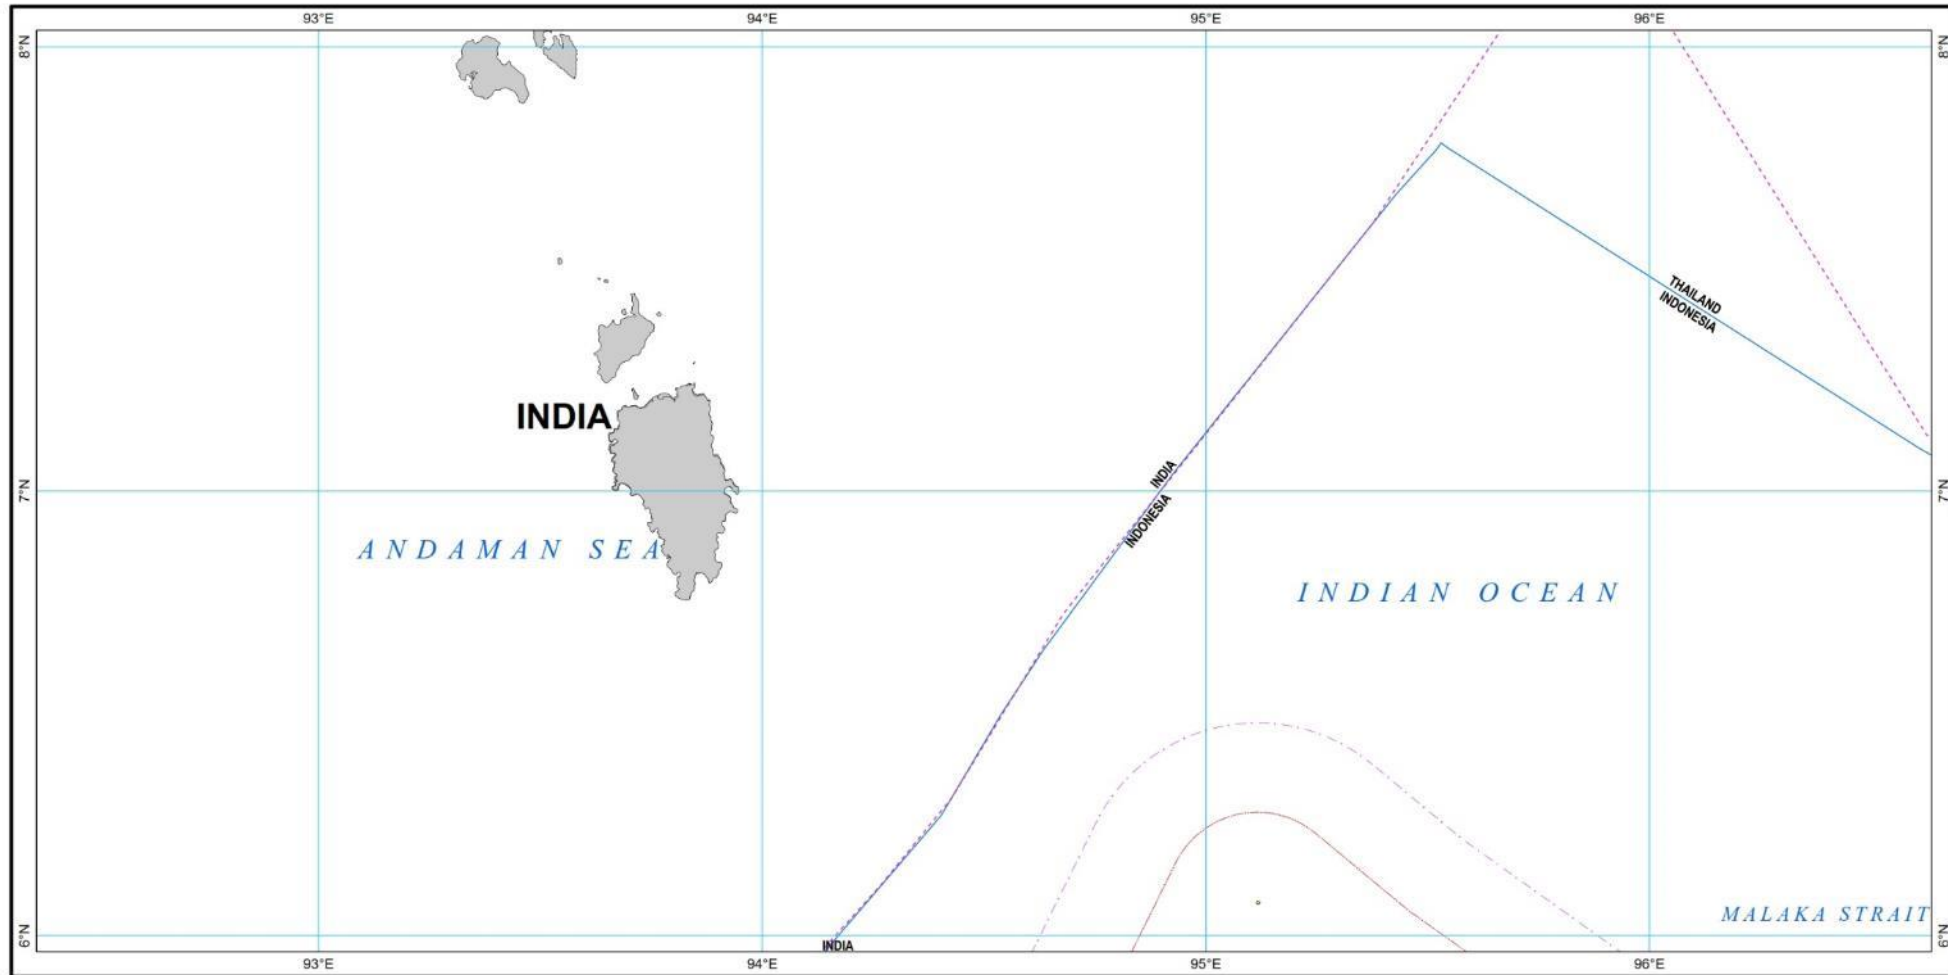 93°E 94°E 95°E 96°E
8°N 8°N
THAILAND
INDONESIA
INDIA
INDIA
7°N 7°N
INDONESIA
ANDAMAN SEA
INDIAN OCEAN
MALAKA STRAIT
6°N 6°N
INDIA
93°E 94°E 95°E 96°E